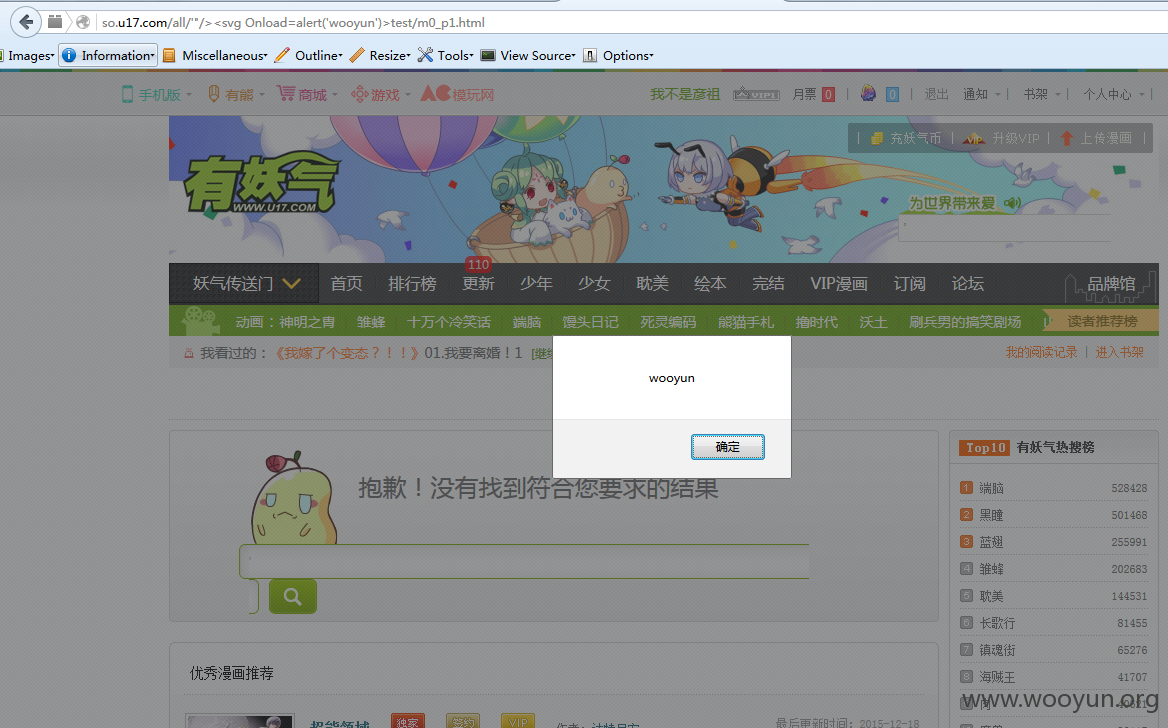 so.u17.com/all/'"/><svg Onload=alert('wooyun')>test/m0_p1.html
Images Information Miscellaneous Outline Resize Tools View Source Options
手机版 有熊 商城 游戏 AC模玩网 我不是彦祖 VIP1 月票 0 | 0 | 退出 通知 | 书架 | 个人中心 |
| 充妖气币 | 升级VIP | 上传漫画 |
有妖气
WWW.U17.COM
为世界带来爱
妖气传送门 首页 排行榜 更新 110 少年 少女 耽美 绘本 完结 VIP漫画 订阅 论坛 品牌馆
动画：神明之胄 雏蜂 十万个冷笑话 端脑 馒头日记 死灵编码 熊猫手札 撸时代 沃土 刷兵男的搞笑剧场 读者推荐榜
我看过的：《我嫁了个变态？！！》01.我要离婚！1 [继续 我的阅读记录 | 进入书架
wooyun
确定
抱歉！没有找到符合您要求的结果
Top10 有妖气热搜榜
1 端脑 528428
2 黑瞳 501468
3 蓝翅 255991
4 雏蜂 202683
5 耽美 144531
6 长歌行 81455
7 镇魂街 65276
8 海贼王 41707
优秀漫画推荐
超能领域 独家 签约 VIP 作者： 最后更新时间：2015-12-18
www.wooyun.org